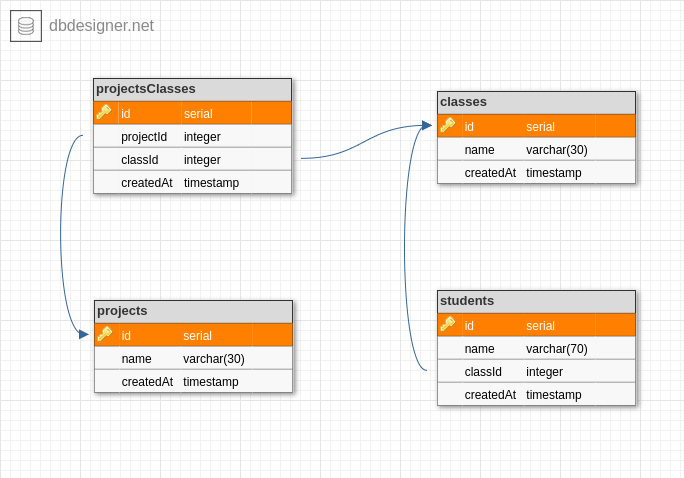 dbdesigner.net
projectsClasses
id serial
projectId integer
classId integer
createdAt timestamp
classes
id serial
name varchar(30)
createdAt timestamp
projects
id serial
name varchar(30)
createdAt timestamp
students
id serial
name varchar(70)
classId integer
createdAt timestamp